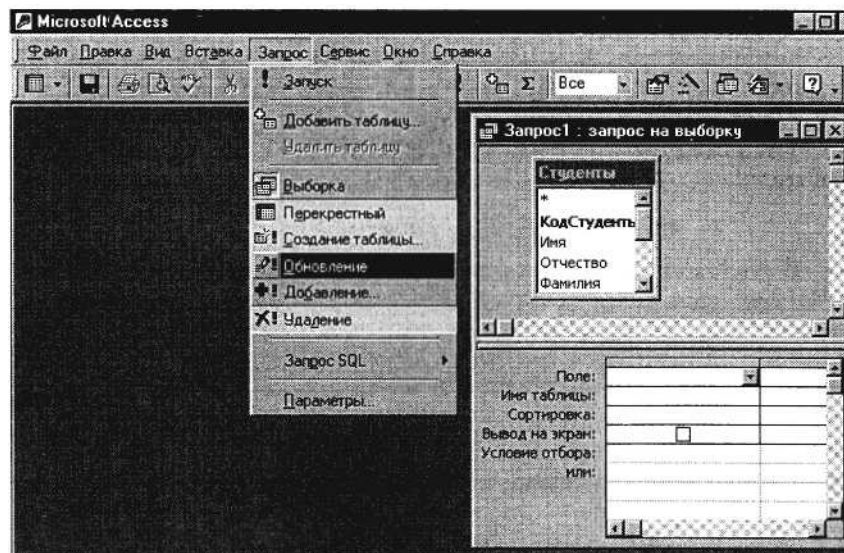 Microsoft Access
Файл Правка Вид Вставка Запрос Сервис Окно Справка
Все
! Запуск
Добавить таблицу...
Удалить таблицу
Выборка
Перекрестный
Создание таблицы...
Обновление
Добавление...
Удаление
Запрос SQL
Параметры...
Запрос1 : запрос на выборку
Студенты
*
КодСтуденть
Имя
Отчество
Фамилия
Поле:
Имя таблицы:
Сортировка:
Вывод на экран:
Условие отбора:
или: